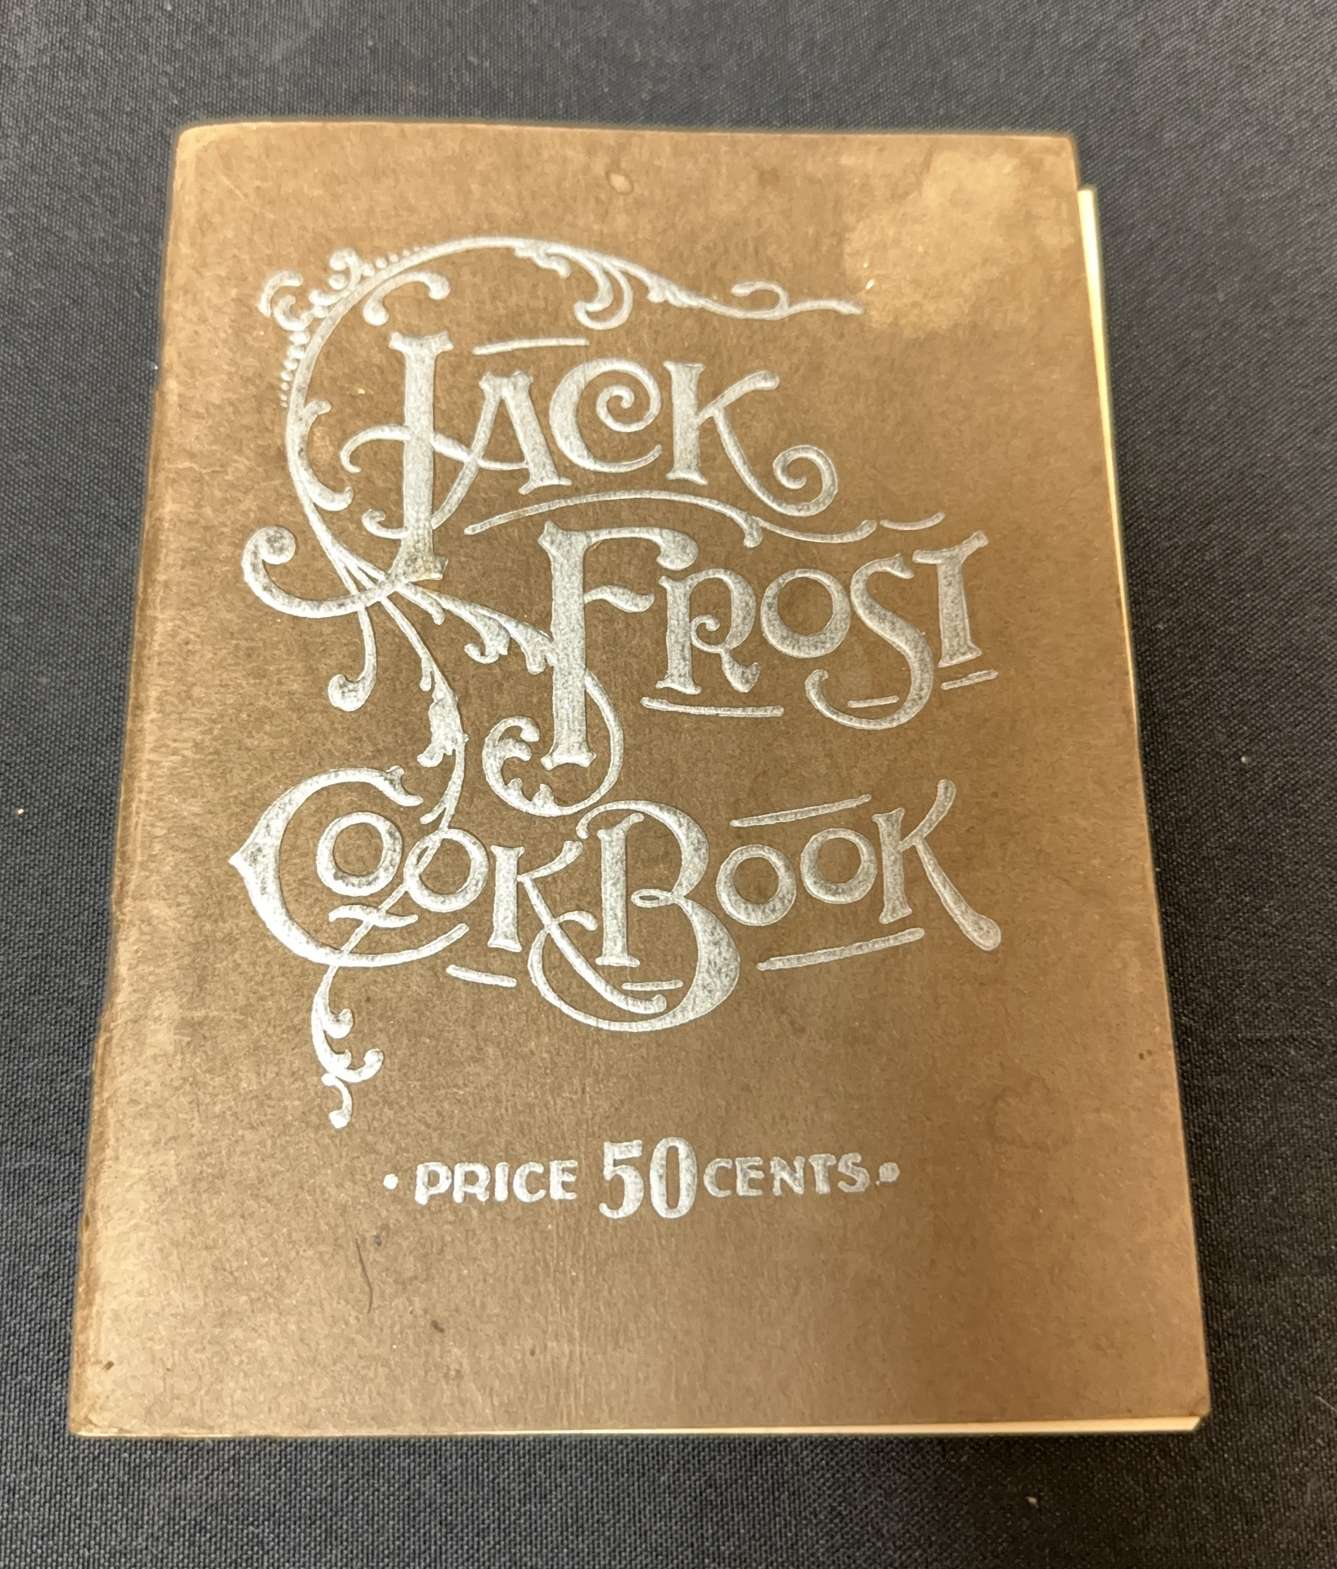 JACK
FROST
COOK BOOK
• PRICE 50 CENTS •